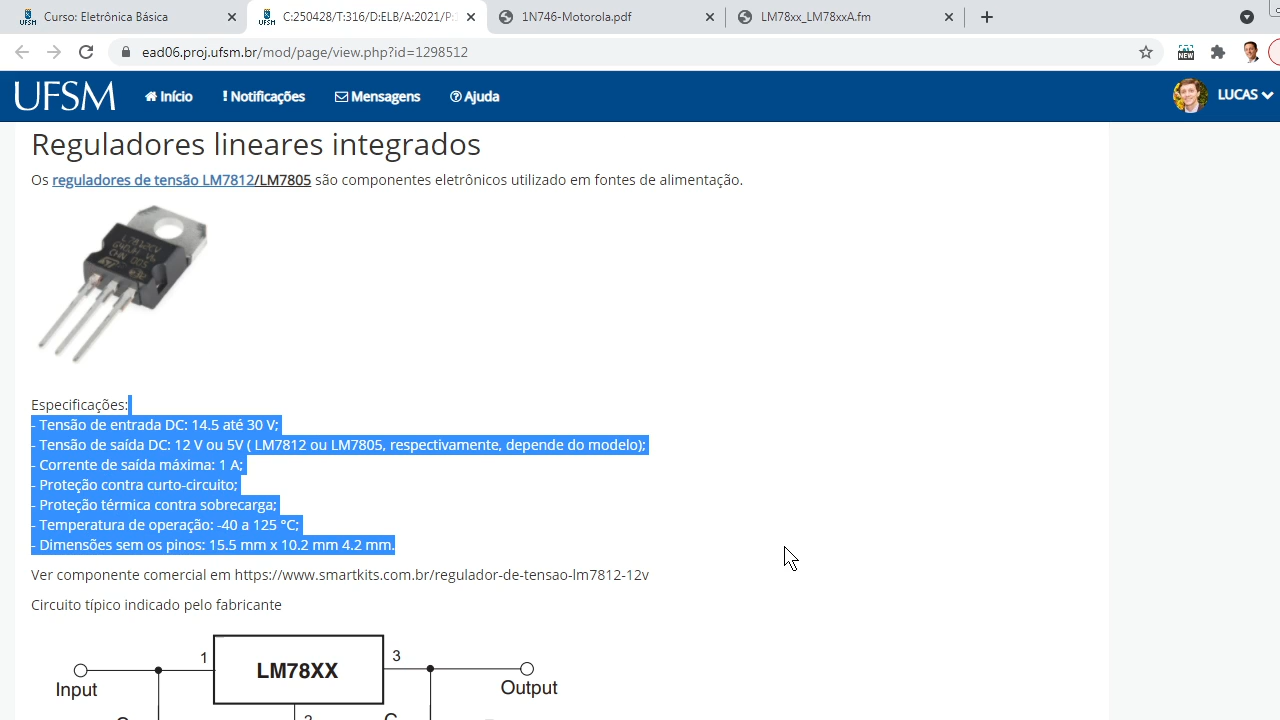 Curso: Eletrônica Básica
C:250428/T:316/D:ELB/A:2021/P:
1N746-Motorola.pdf
LM78xx_LM78xxA.fm
ead06.proj.ufsm.br/mod/page/view.php?id=1298512
NEW
UFSM
Início
Notificações
Mensagens
Ajuda
LUCAS
Reguladores lineares integrados
Os reguladores de tensão LM7812/LM7805 são componentes eletrônicos utilizado em fontes de alimentação.
Especificações:
- Tensão de entrada DC: 14.5 até 30 V;
- Tensão de saída DC: 12 V ou 5V ( LM7812 ou LM7805, respectivamente, depende do modelo);
- Corrente de saída máxima: 1 A;
- Proteção contra curto-circuito;
- Proteção térmica contra sobrecarga;
- Temperatura de operação: -40 a 125 °C;
- Dimensões sem os pinos: 15.5 mm x 10.2 mm 4.2 mm.
Ver componente comercial em https://www.smartkits.com.br/regulador-de-tensao-lm7812-12v
Circuito típico indicado pelo fabricante
1
LM78XX
3
Input
Output
2